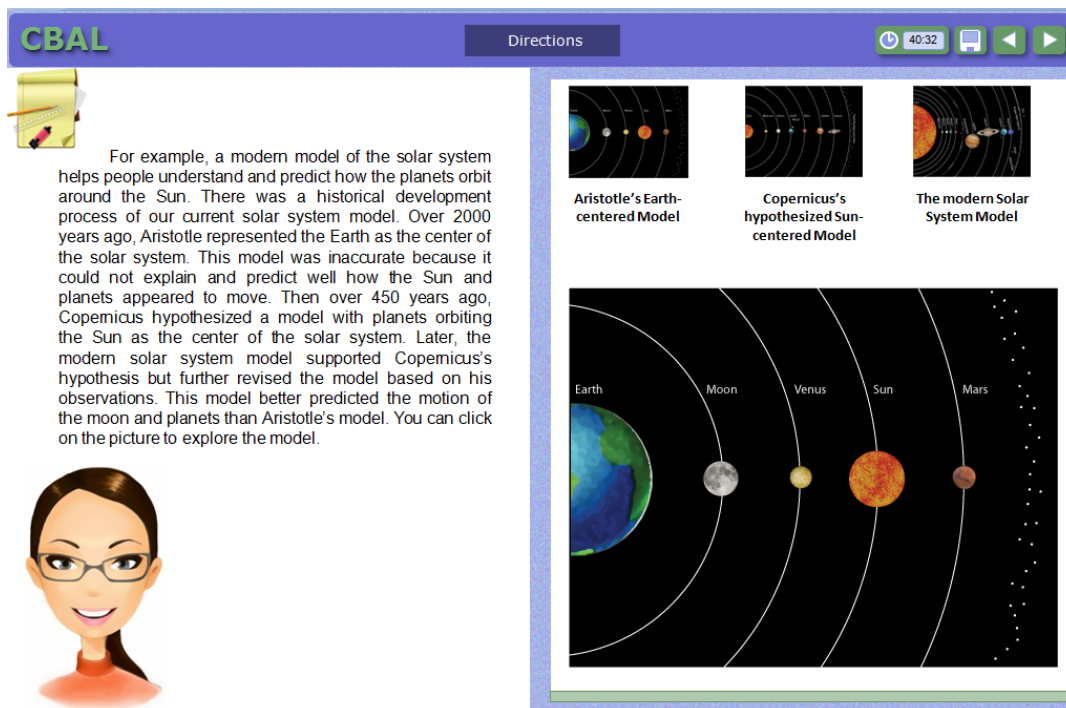 CBAL
Directions
40:32
For example, a modern model of the solar system
helps people understand and predict how the planets orbit
around the Sun. There was a historical development
process of our current solar system model. Over 2000
years ago, Aristotle represented the Earth as the center of
the solar system. This model was inaccurate because it
could not explain and predict well how the Sun and
planets appeared to move. Then over 450 years ago,
Copernicus hypothesized a model with planets orbiting
the Sun as the center of the solar system. Later, the
modern solar system model supported Copernicus's
hypothesis but further revised the model based on his
observations. This model better predicted the motion of
the moon and planets than Aristotle's model. You can click
on the picture to explore the model.
Aristotle's Earth-
centered Model
Copernicus's
hypothesized Sun-
centered Model
The modern Solar
System Model
Earth Moon Venus Sun Mars